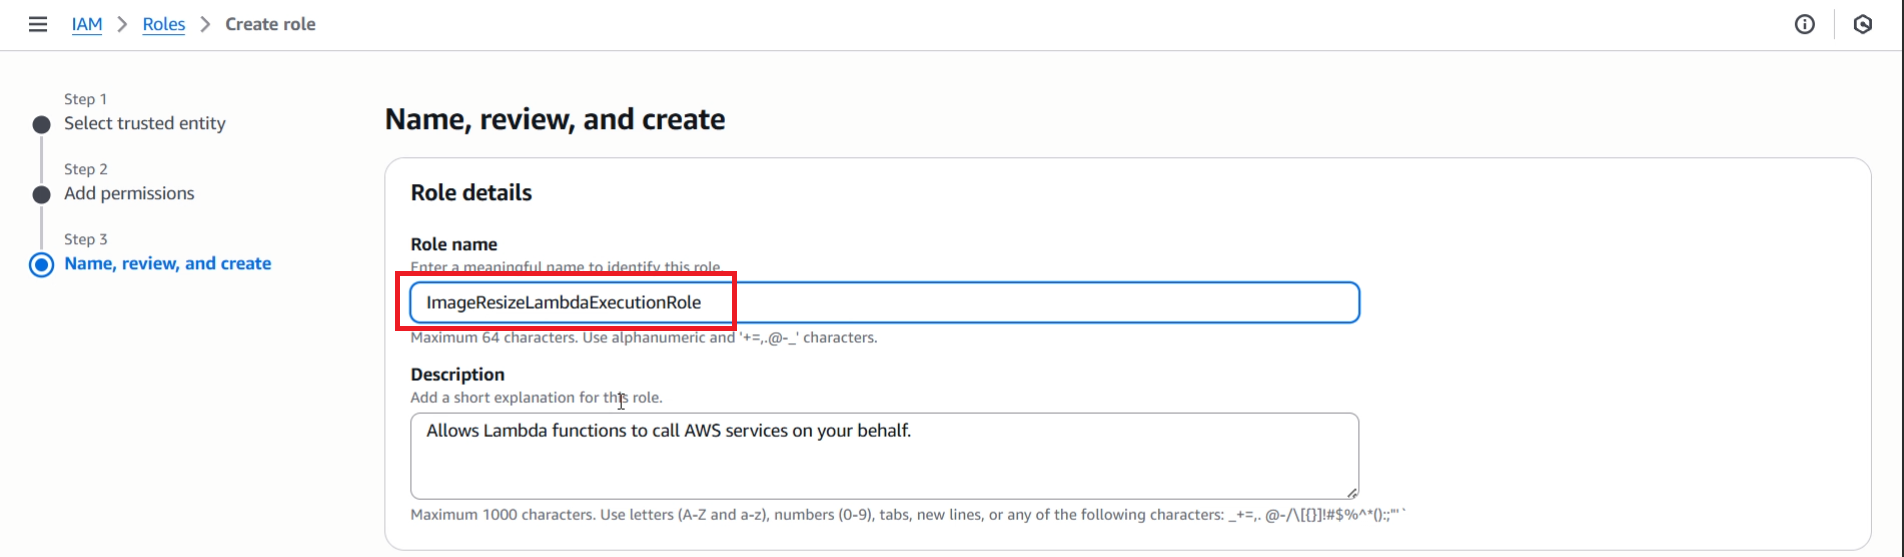 IAM > Roles > Create role
Step 1
Select trusted entity
Step 2
Add permissions
Step 3
Name, review, and create
Name, review, and create
Role details
Role name
Enter a meaningful name to identify this role.
ImageResizeLambdaExecutionRole
Maximum 64 characters. Use alphanumeric and '+=,.@-_' characters.
Description
Add a short explanation for this role.
Allows Lambda functions to call AWS services on your behalf.
Maximum 1000 characters. Use letters (A-Z and a-z), numbers (0-9), tabs, new lines, or any of the following characters: _+=,. @-/\[{}]!#$%^*();:"'`